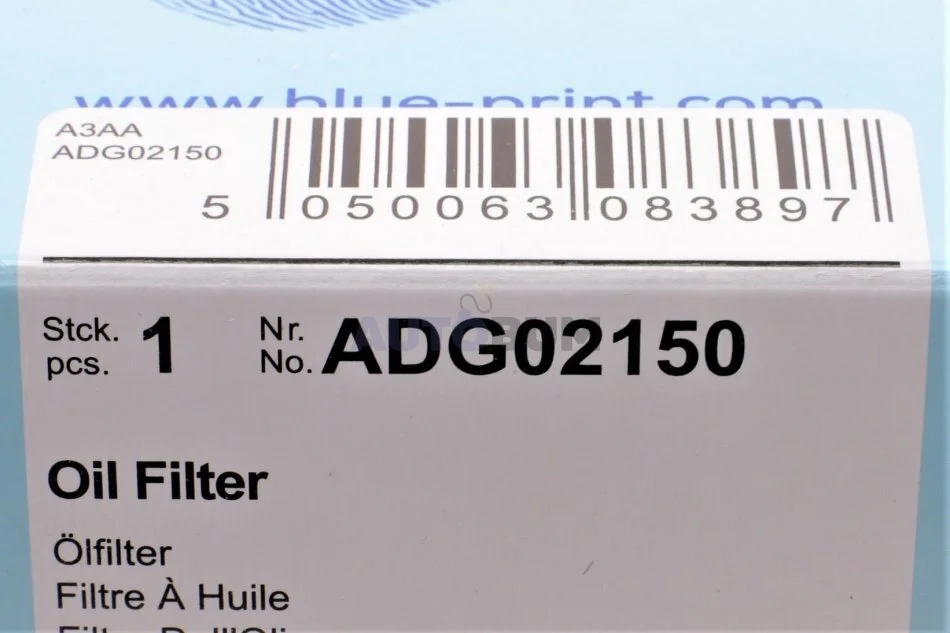 www.blue-print.com
A3AA
ADG02150
5 050063 083897
Stck. 1 Nr. ADG02150
pcs. No.
AUTOBUM
Oil Filter
Ölfilter
Filtre À Huile